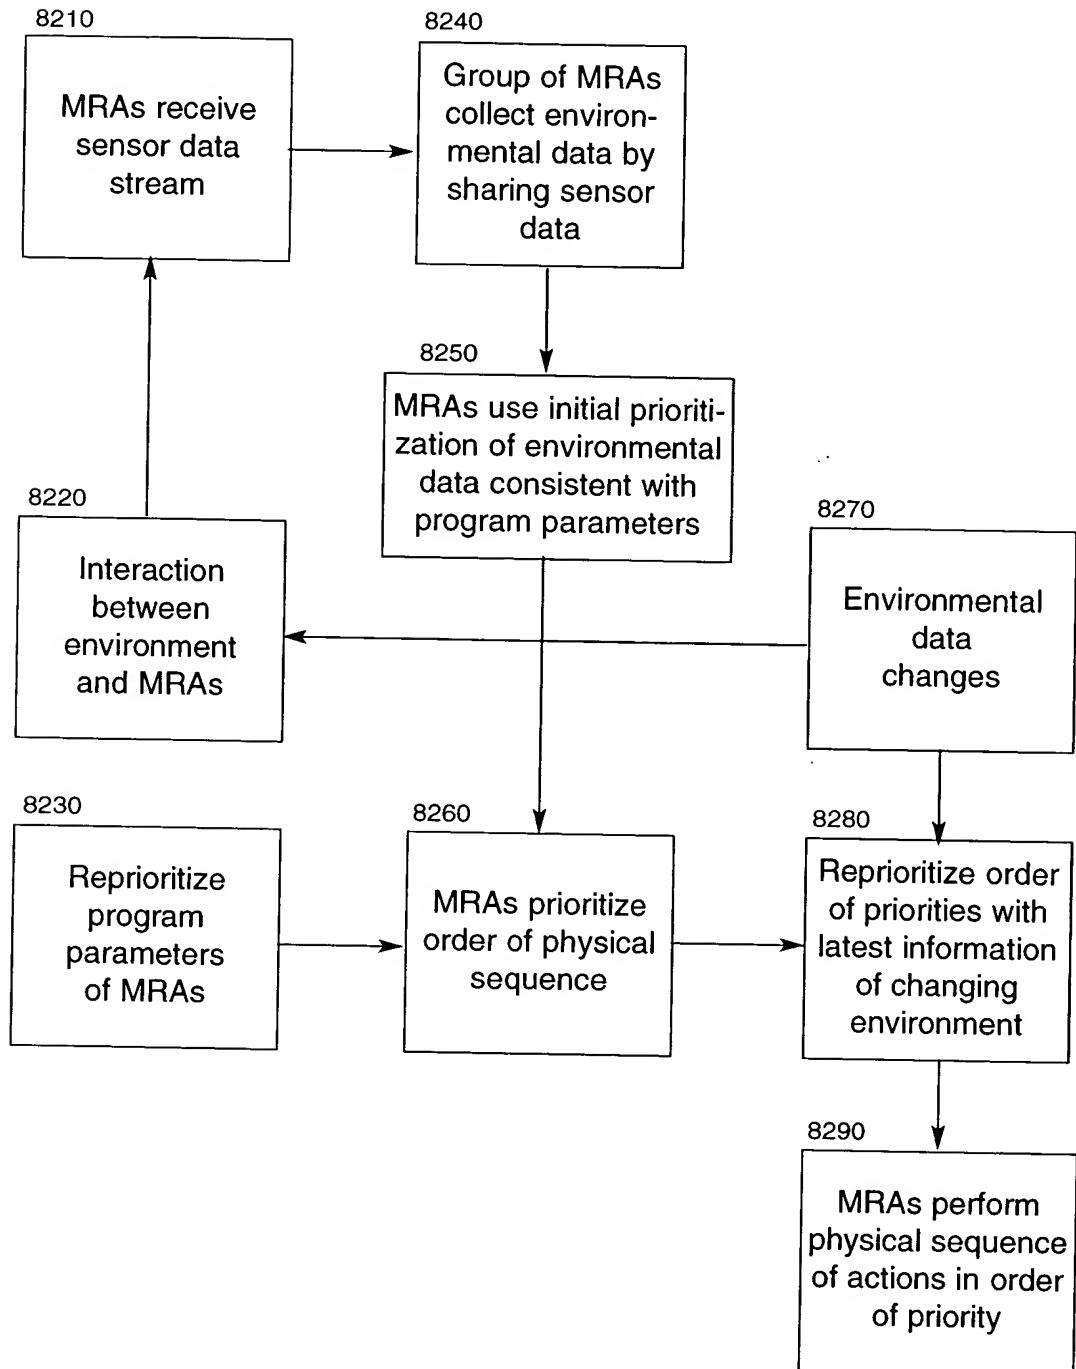 8210
MRAs receive
sensor data
stream
8240
Group of MRAs
collect environ-
mental data by
sharing sensor
data
8250
MRAs use initial prioriti-
zation of environmental
data consistent with
program parameters
8220
Interaction
between
environment
and MRAs
8270
Environmental
data
changes
8230
Reprioritize
program
parameters
of MRAs
8260
MRAs prioritize
order of physical
sequence
8280
Reprioritize order
of priorities with
latest information
of changing
environment
8290
MRAs perform
physical sequence
of actions in order
of priority